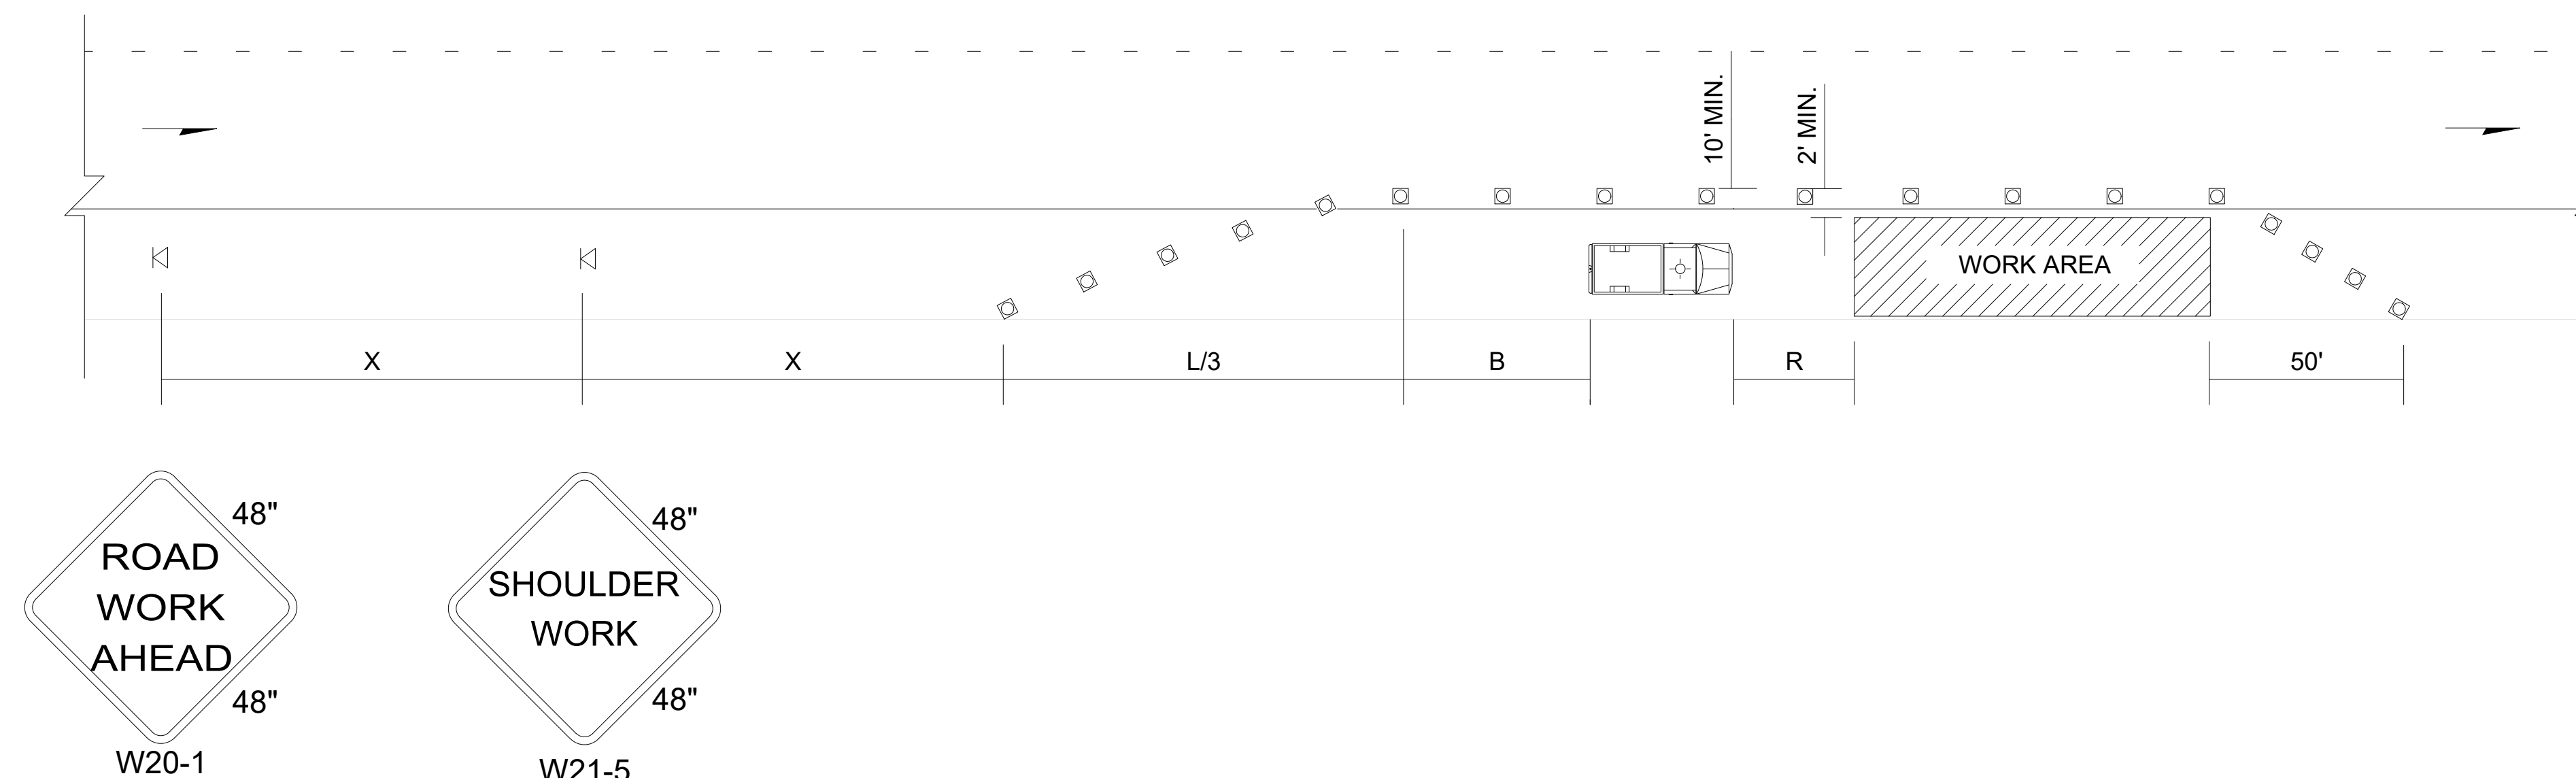 10' MIN.
2' MIN.
WORK AREA
X
X
L/3
B
R
50'
48"
ROAD
WORK
AHEAD
48"
W20-1
48"
SHOULDER
WORK
48"
W21-5